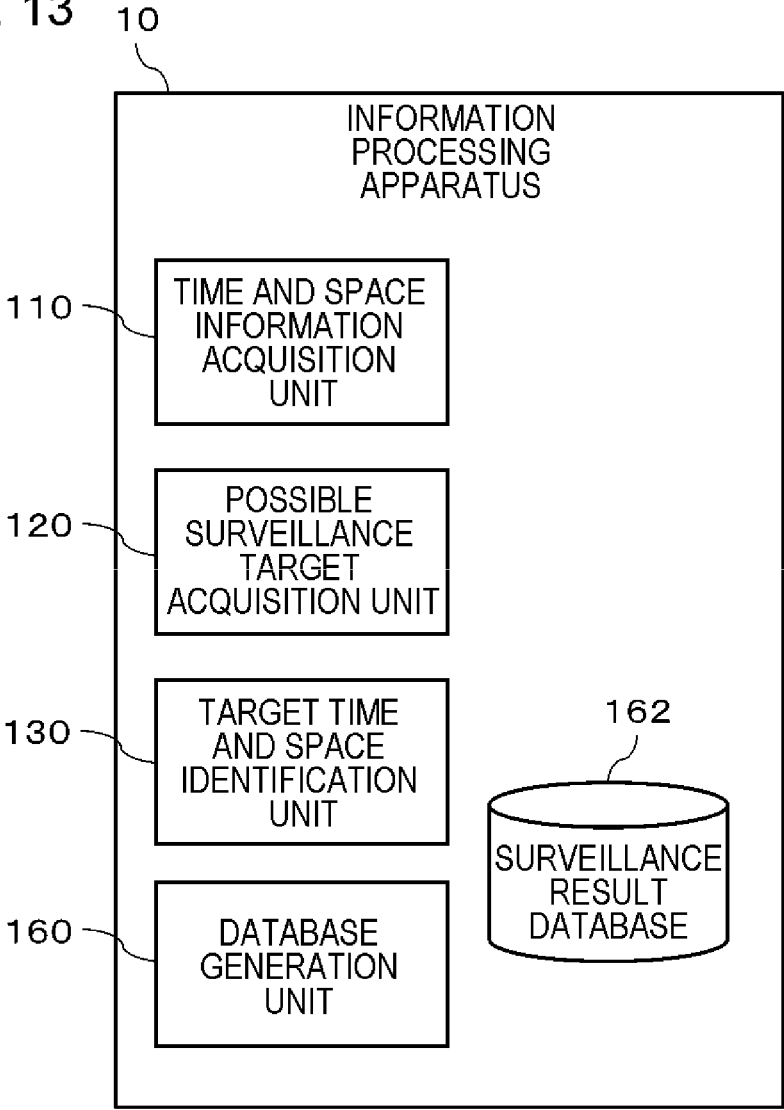 13
10
INFORMATION
PROCESSING
APPARATUS
110
TIME AND SPACE
INFORMATION
ACQUISITION
UNIT
120
POSSIBLE
SURVEILLANCE
TARGET
ACQUISITION UNIT
130
TARGET TIME
AND SPACE
IDENTIFICATION
UNIT
162
SURVEILLANCE
RESULT
DATABASE
160
DATABASE
GENERATION
UNIT